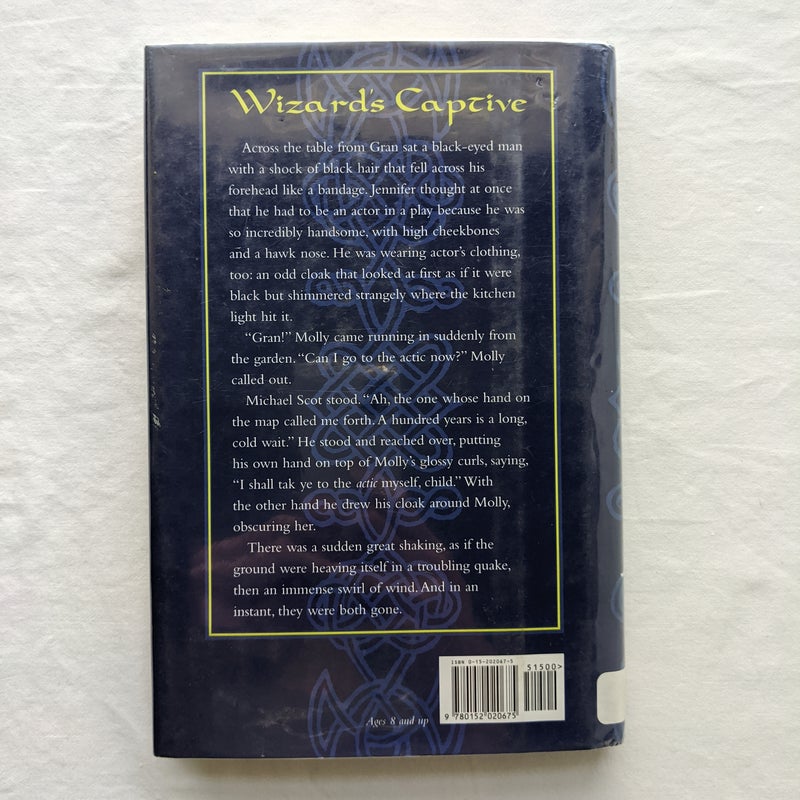 Wizard's Captive
Across the table from Gran sat a black-eyed man
with a shock of black hair that fell across his
forehead like a bandage. Jennifer thought at once
that he had to be an actor in a play because he was
so incredibly handsome, with high cheekbones
and a hawk nose. He was wearing actor's clothing,
too: an odd cloak that looked at first as if it were
black but shimmered strangely where the kitchen
light hit it.
"Gran!" Molly came running in suddenly from
the garden. "Can I go to the actic now?" Molly
called out.
Michael Scot stood. "Ah, the one whose hand on
the map called me forth. A hundred years is a long,
cold wait." He stood and reached over, putting
his own hand on top of Molly's glossy curls, saying,
"I shall tak ye to the actic myself, child." With
the other hand he drew his cloak around Molly,
obscuring her.
There was a sudden great shaking, as if the
ground were heaving itself in a troubling quake,
then an immense swirl of wind. And in an
instant, they were both gone.
ISBN 0-15-202067-5
51500>
9 780152 020675
Ages 8 and up